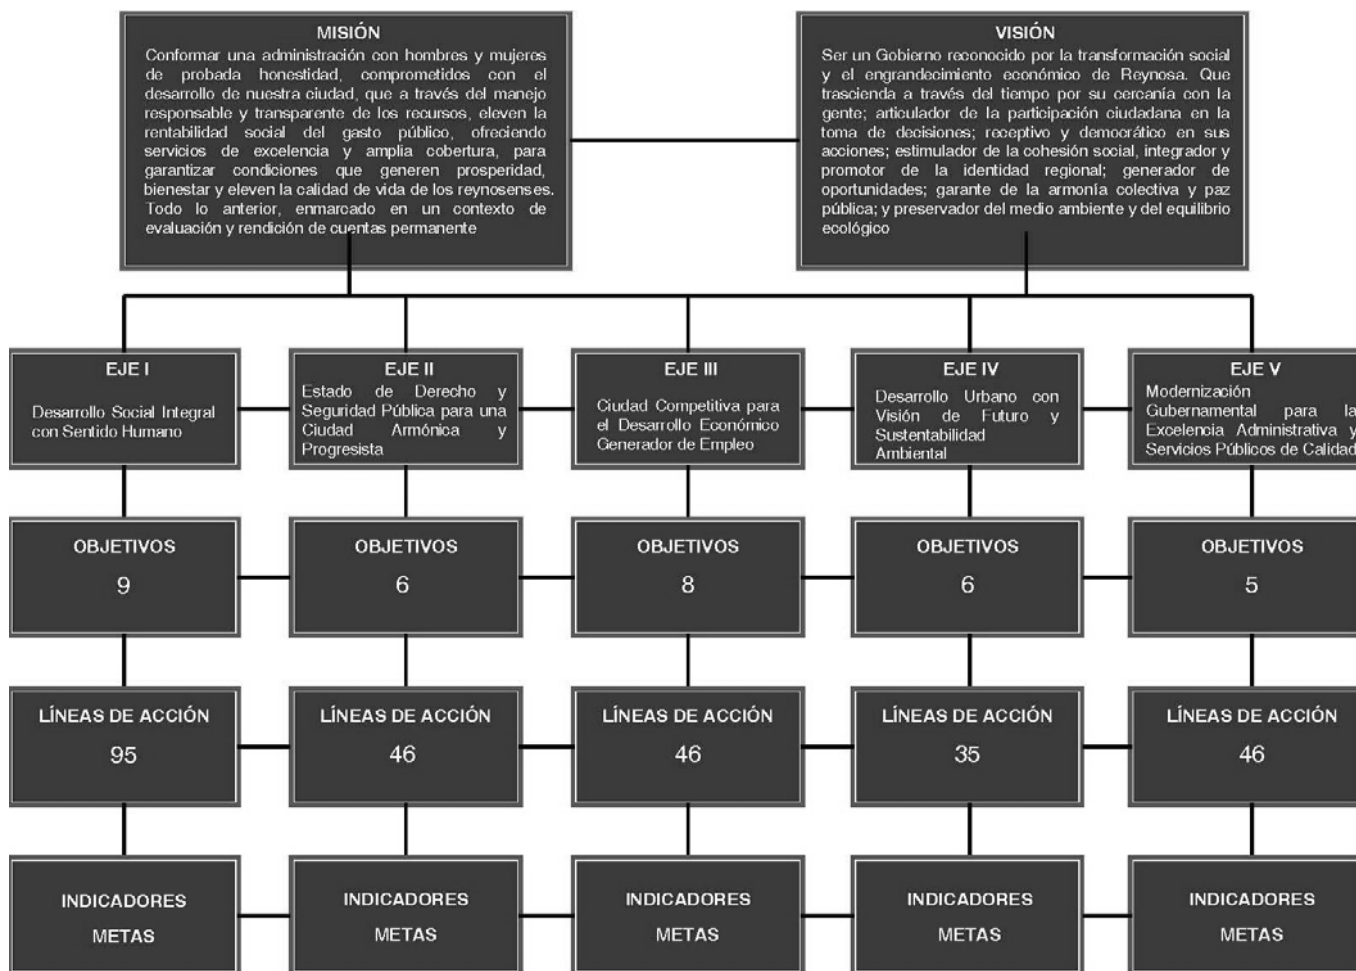 MISIÓN
Conformar una administración con hombres y mujeres
de probada honestidad, comprometidos con el
desarrollo de nuestra ciudad, que a través del manejo
responsable y transparente de los recursos, eleven la
rentabilidad social del gasto público, ofreciendo
servicios de excelencia y amplia cobertura, para
garantizar condiciones que generen prosperidad,
bienestar y eleven la calidad de vida de los reynosenses.
Todo lo anterior, enmarcado en un contexto de
evaluación y rendición de cuentas permanente
VISIÓN
Ser un Gobierno reconocido por la transformación social
y el engrandecimiento económico de Reynosa. Que
trascienda a través del tiempo por su cercanía con la
gente; articulador de la participación ciudadana en la
toma de decisiones; receptivo y democrático en sus
acciones; estimulador de la cohesión social, integrador y
promotor de la identidad regional; generador de
oportunidades; garante de la armonía colectiva y paz
pública; y preservador del medio ambiente y del equilibrio
ecológico
EJE I
Desarrollo Social Integral
con Sentido Humano
EJE II
Estado de Derecho y
Seguridad Pública para una
Ciudad Armónica y
Progresista
EJE III
Ciudad Competitiva para
el Desarrollo Económico
Generador de Empleo
EJE IV
Desarrollo Urbano con
Visión de Futuro y
Sustentabilidad
Ambiental
EJE V
Modernización
Gubernamental para la
Excelencia Administrativa y
Servicios Públicos de Calidad
OBJETIVOS
9
OBJETIVOS
6
OBJETIVOS
8
OBJETIVOS
6
OBJETIVOS
5
LÍNEAS DE ACCIÓN
95
LÍNEAS DE ACCIÓN
46
LÍNEAS DE ACCIÓN
46
LÍNEAS DE ACCIÓN
35
LÍNEAS DE ACCIÓN
46
INDICADORES
METAS
INDICADORES
METAS
INDICADORES
METAS
INDICADORES
METAS
INDICADORES
METAS